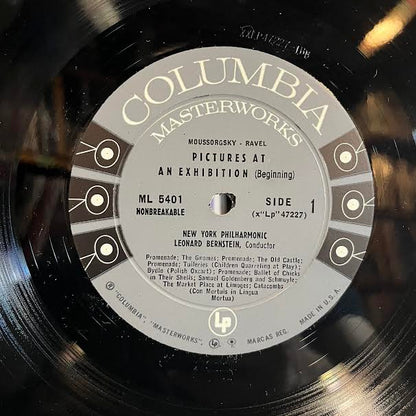 COLUMBIA
MASTERWORKS
MOUSSORGSKY - RAVEL
PICTURES AT
AN EXHIBITION (Beginning)
ML 5401
NONBREAKABLE
SIDE 1
(x"Lp" 47227)
NEW YORK PHILHARMONIC
LEONARD BERNSTEIN, Conductor
Promenade; The Gnomes; Promenade; The Old Castle;
Promenade; Tuileries (Children Quarreling at Play);
Bydlo (Polish Oxcart); Promenade; Ballet of Chicks
in Their Shells; Samuel Goldenberg and Schmuyle;
The Market Place at Limoges; Catacombs
(Con Mortuis in Lingua
Mortua)
LP
® "COLUMBIA", "MASTERWORKS", MARCAS REG. MADE IN U.S.A.